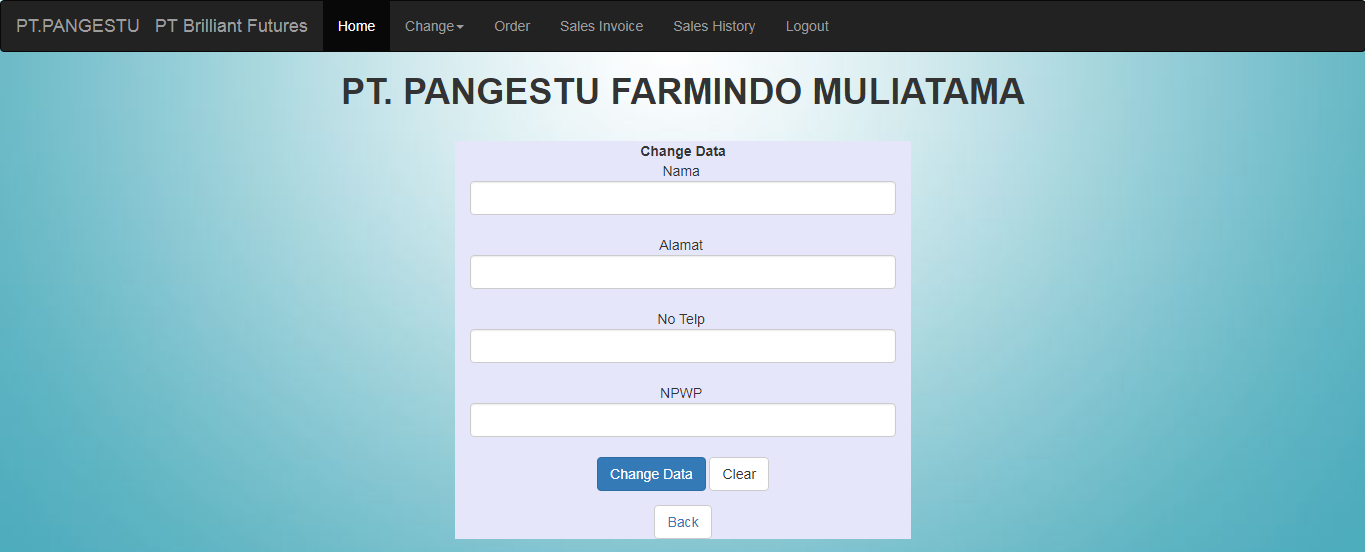 PT.PANGESTU PT Brilliant Futures Home Change Order Sales Invoice Sales History Logout
PT. PANGESTU FARMINDO MULIATAMA
Change Data
Nama
Alamat
No Telp
NPWP
Change Data Clear
Back